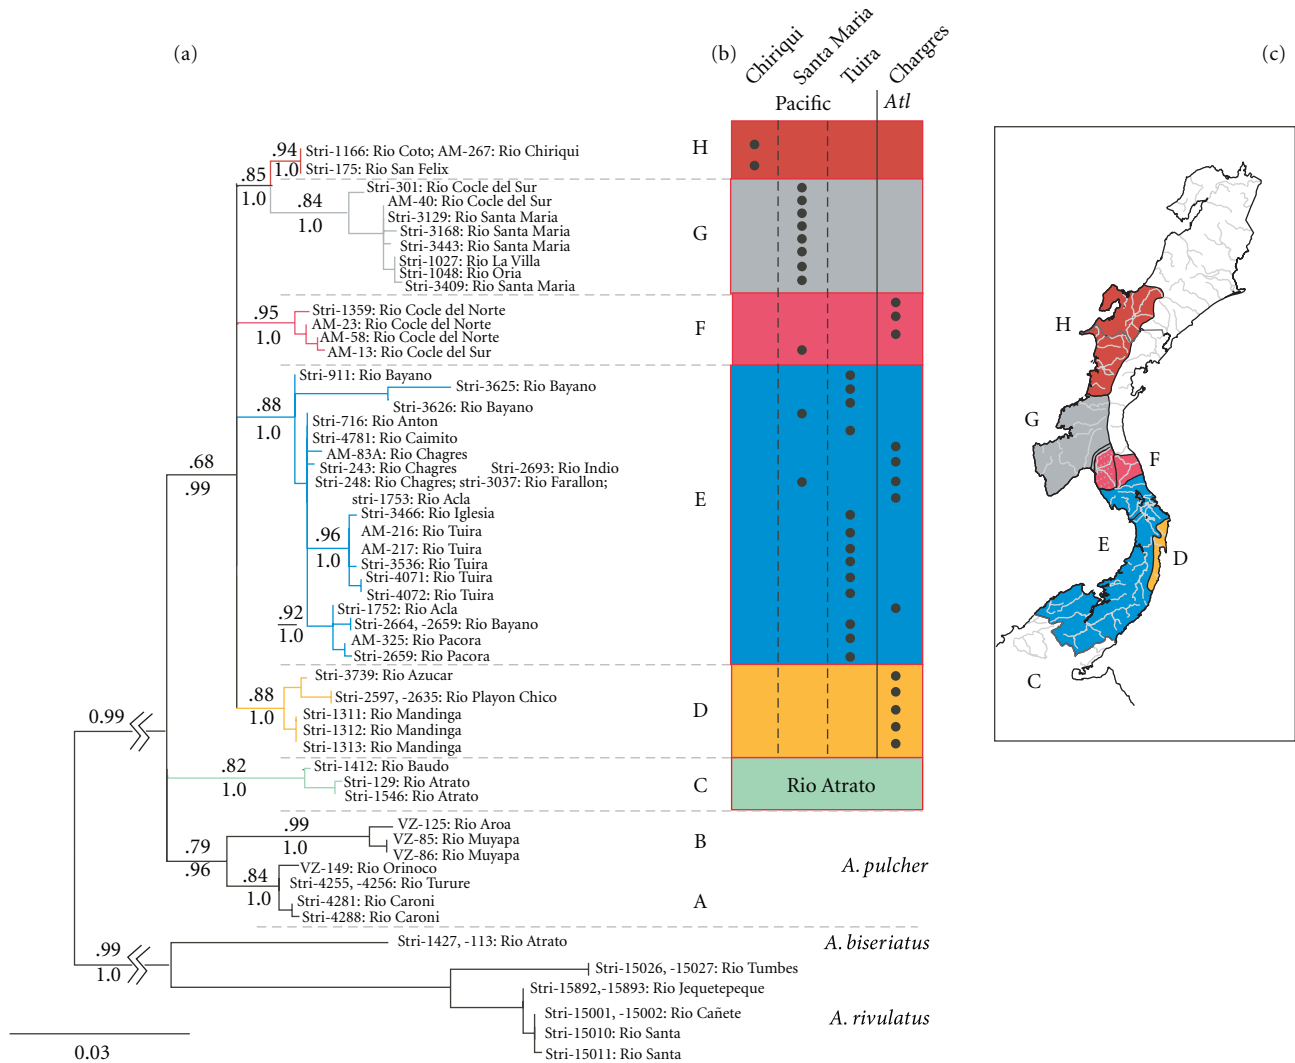 (a)
(b)
(c)
Chiriqui
Santa Maria
Tuira
Chargres
Pacific
Atl
.94
1.0
Stri-1166: Rio Coto; AM-267: Rio Chiriqui
Stri-175: Rio San Felix
H
.85
1.0
.84
1.0
Stri-301: Rio Cocle del Sur
AM-40: Rio Cocle del Sur
Stri-3129: Rio Santa Maria
Stri-3168: Rio Santa Maria
Stri-3443: Rio Santa Maria
Stri-1027: Rio La Villa
Stri-1048: Rio Oria
Stri-3409: Rio Santa Maria
G
.95
1.0
Stri-1359: Rio Cocle del Norte
AM-23: Rio Cocle del Norte
AM-58: Rio Cocle del Norte
AM-13: Rio Cocle del Sur
F
.88
1.0
Stri-911: Rio Bayano
Stri-3625: Rio Bayano
Stri-3626: Rio Bayano
Stri-716: Rio Anton
Stri-4781: Rio Caimito
AM-83A: Rio Chagres
Stri-243: Rio Chagres
Stri-2693: Rio Indio
Stri-248: Rio Chagres; stri-3037: Rio Farallon;
stri-1753: Rio Acla
Stri-3466: Rio Iglesia
AM-216: Rio Tuira
AM-217: Rio Tuira
Stri-3536: Rio Tuira
Stri-4071: Rio Tuira
Stri-4072: Rio Tuira
.96
1.0
Stri-1752: Rio Acla
Stri-2664, -2659: Rio Bayano
AM-325: Rio Pacora
Stri-2659: Rio Pacora
.92
1.0
E
.68
.99
Stri-3739: Rio Azucar
Stri-2597, -2635: Rio Playon Chico
Stri-1311: Rio Mandinga
Stri-1312: Rio Mandinga
Stri-1313: Rio Mandinga
.88
1.0
D
0.99
Stri-1412: Rio Baudo
Stri-129: Rio Atrato
Stri-1546: Rio Atrato
.82
1.0
C
Rio Atrato
VZ-125: Rio Aroa
VZ-85: Rio Muyapa
VZ-86: Rio Muyapa
.99
1.0
B
.79
.96
VZ-149: Rio Orinoco
Stri-4255, -4256: Rio Turure
Stri-4281: Rio Caroni
Stri-4288: Rio Caroni
.84
1.0
A
A. pulcher
.99
1.0
Stri-1427, -113: Rio Atrato
A. biseriatus
Stri-15026, -15027: Rio Tumbes
Stri-15892,-15893: Rio Jequetepeque
Stri-15001, -15002: Rio Cañete
Stri-15010: Rio Santa
Stri-15011: Rio Santa
A. rivulatus
0.03
H
G
F
E
D
C